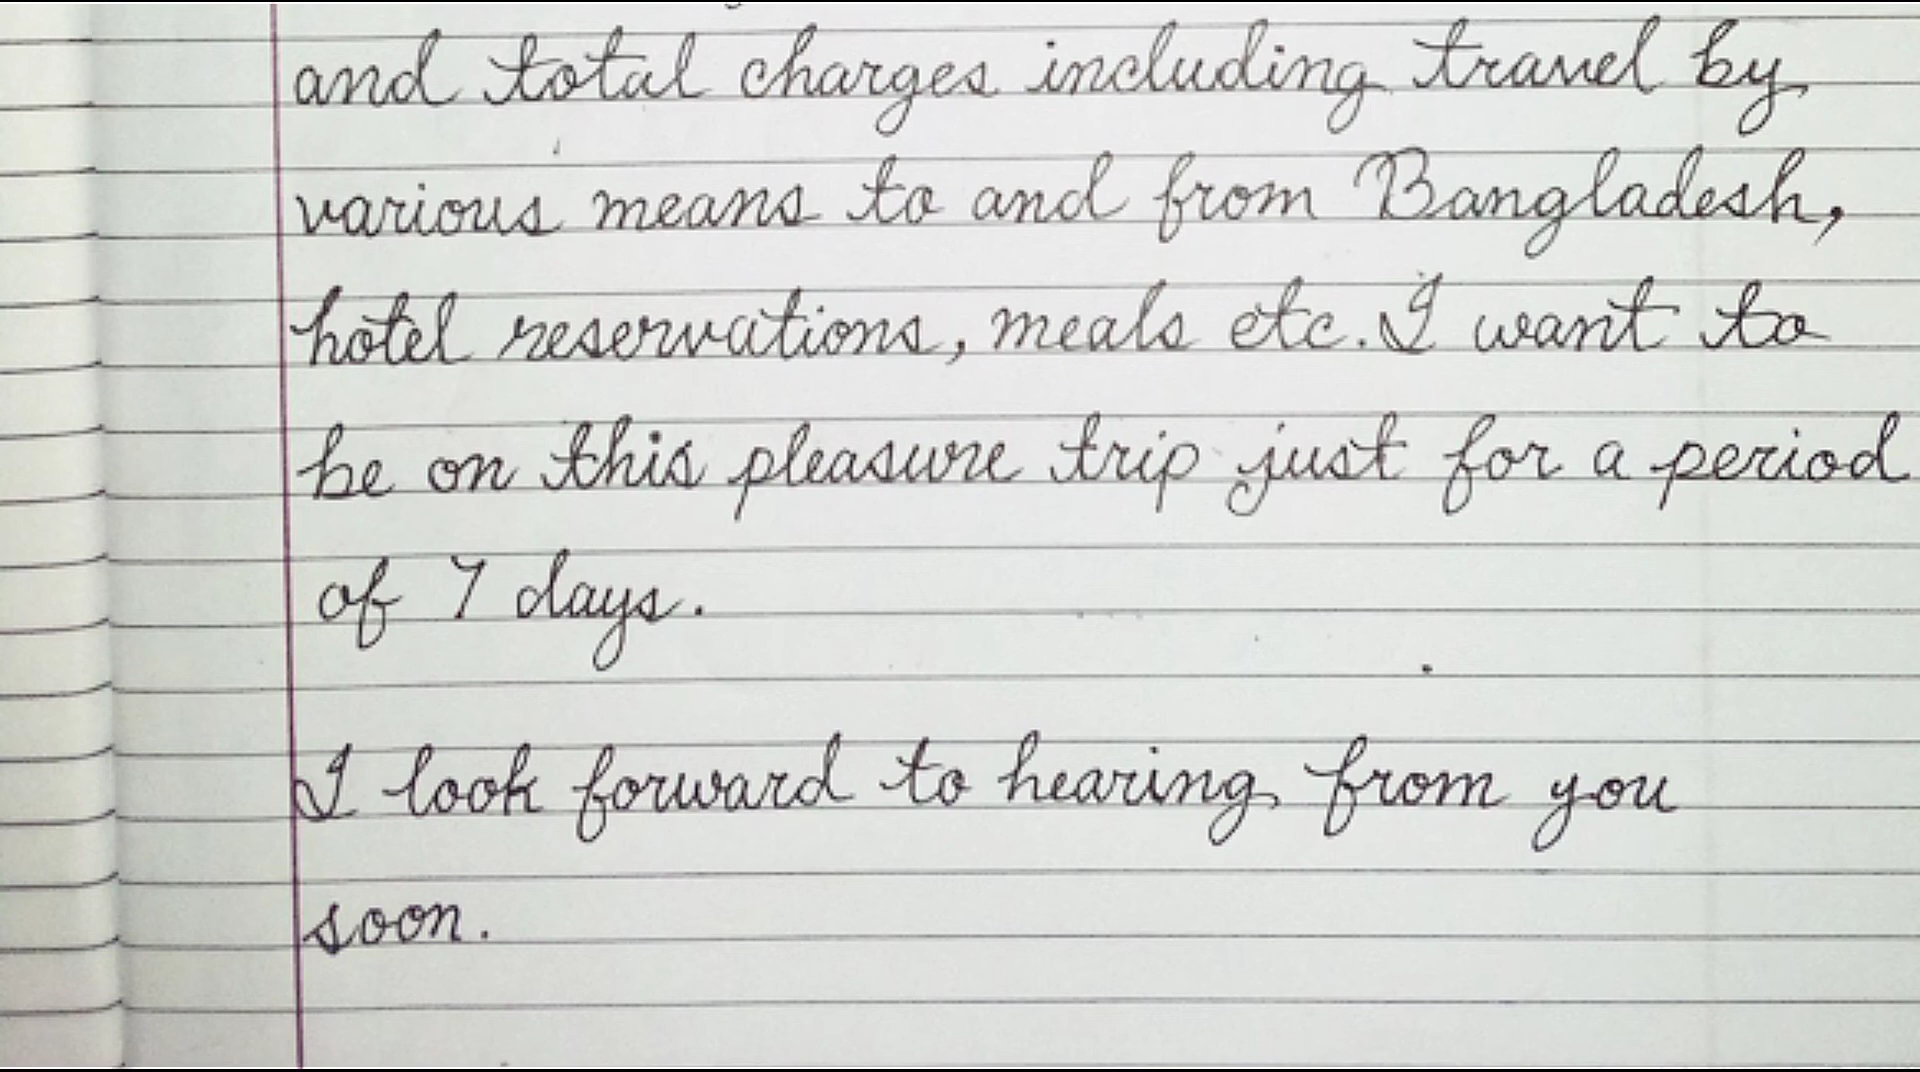 and total charges including travel by
various means to and from Bangladesh,
hotel reservations, meals etc. I want to
be on this pleasure trip just for a period
of 7 days.
I look forward to hearing from you
soon.